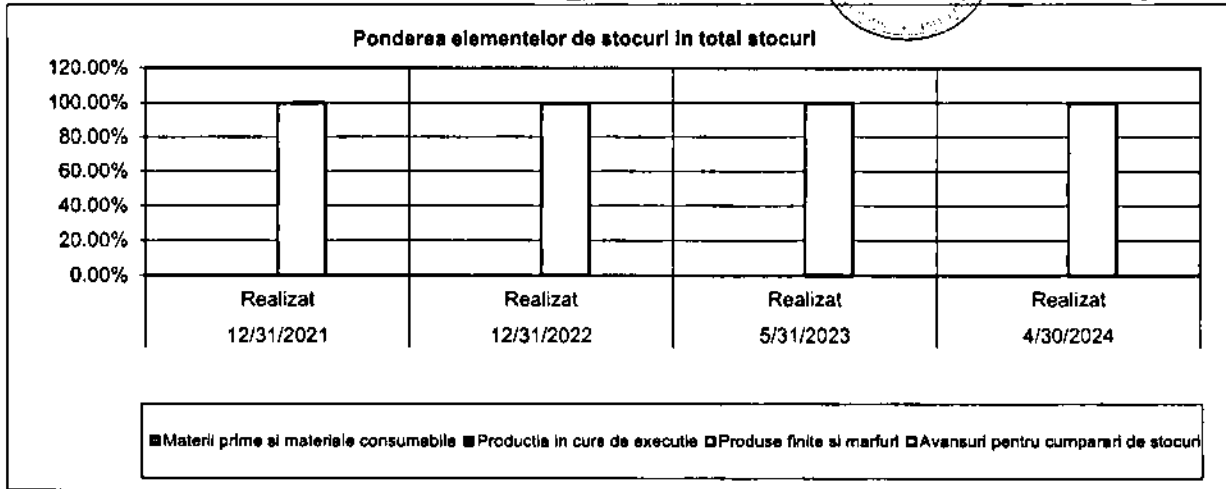 Ponderea elementelor de stocuri in total stocuri
120.00%
100.00%
80.00%
60.00%
40.00%
20.00%
0.00%
Realizat Realizat Realizat Realizat
12/31/2021 12/31/2022 5/31/2023 4/30/2024
Materii prime si materiale consumabile Productia in curs de executie Produse finite si marfuri Avansuri pentru cumparari de stocuri